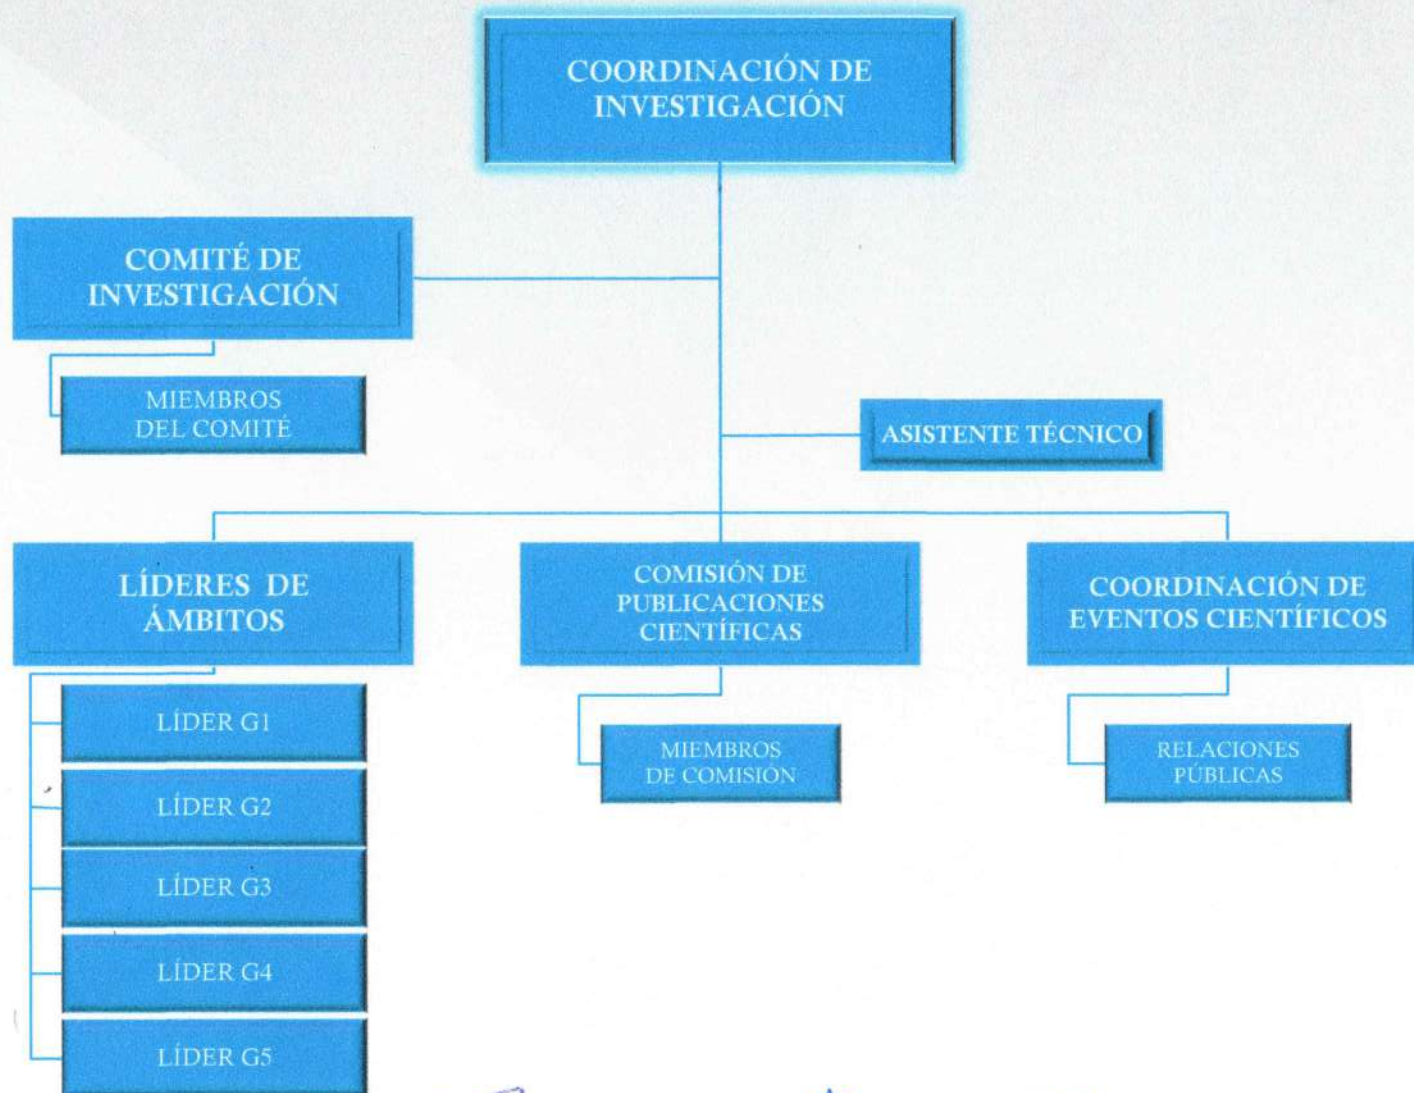 COORDINACIÓN DE
INVESTIGACIÓN
COMITÉ DE
INVESTIGACIÓN
MIEMBROS
DEL COMITÉ
ASISTENTE TÉCNICO
LÍDERES DE
ÁMBITOS
LÍDER G1
LÍDER G2
LÍDER G3
LÍDER G4
LÍDER G5
COMISIÓN DE
PUBLICACIONES
CIENTÍFICAS
MIEMBROS
DE COMISION
COORDINACIÓN DE
EVENTOS CIENTÍFICOS
RELACIONES
PÚBLICAS